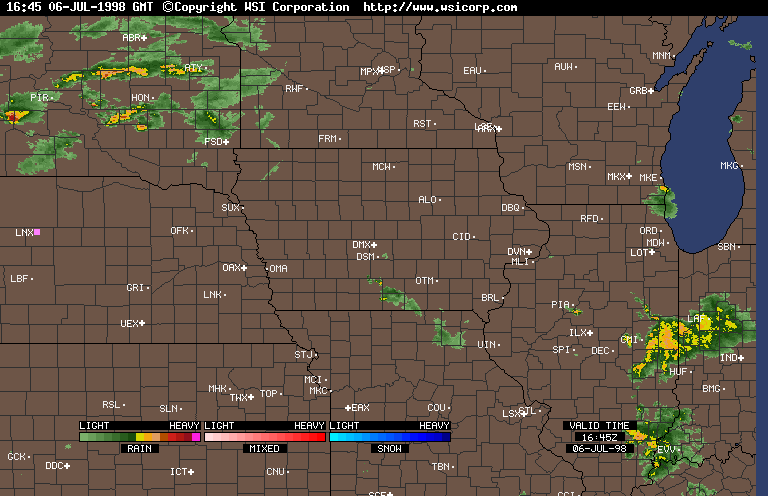 16:45 06-JUL-1998 GMT ©Copyright WSI Corporation http://www.wsicorp.com
ABR
MNM
MPX MSP EAU AUW
ATY
RWF GRB
PIR HON
EEW
RST
FSD FRM
MCW MSN MKG
MKX MKE
ALO
SUX DBQ
RFD
LNX OFK CID ORD
DMX MDW SBN
DSM DVN LOT
MLI
OAX OMA
LBF OTM
GRI LNK BRL
PIA
UEX ILX LAF
UIN SPI DEC CMI
STJ IND
HUF
MCI
MHK TWX TOP MKC BMG
RSL SLN EAX COU LSX STL
LIGHT HEAVY LIGHT HEAVY LIGHT HEAVY VALID TIME
16:45Z
RAIN MIXED SNOW 06-JUL-98
EVV
GCK
DDC ICT CNU TBN